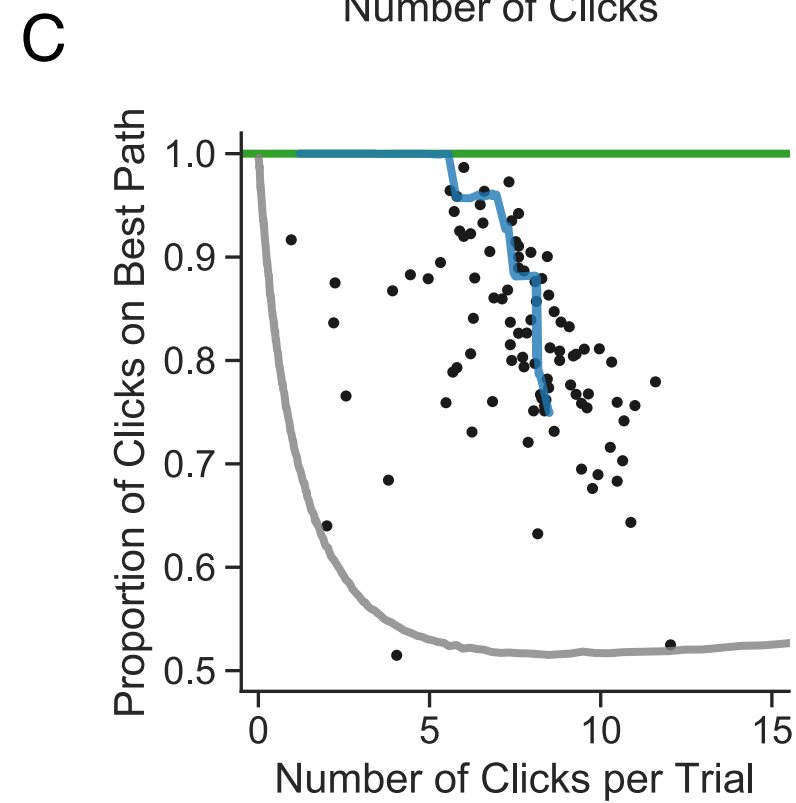 Number of Clicks
C
Proportion of Clicks on Best Path
1.0
0.9
0.8
0.7
0.6
0.5
0
5
10
15
Number of Clicks per Trial